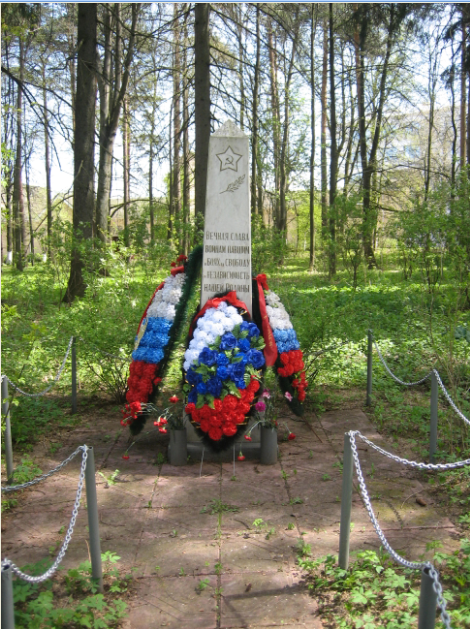 ВЕЧНАЯ СЛАВА
ВОИНАМ ПАВШИМ
В БОЯХ ЗА СВОБОДУ
И НЕЗАВИСИМОСТЬ
НАШЕЙ РОДИНЫ